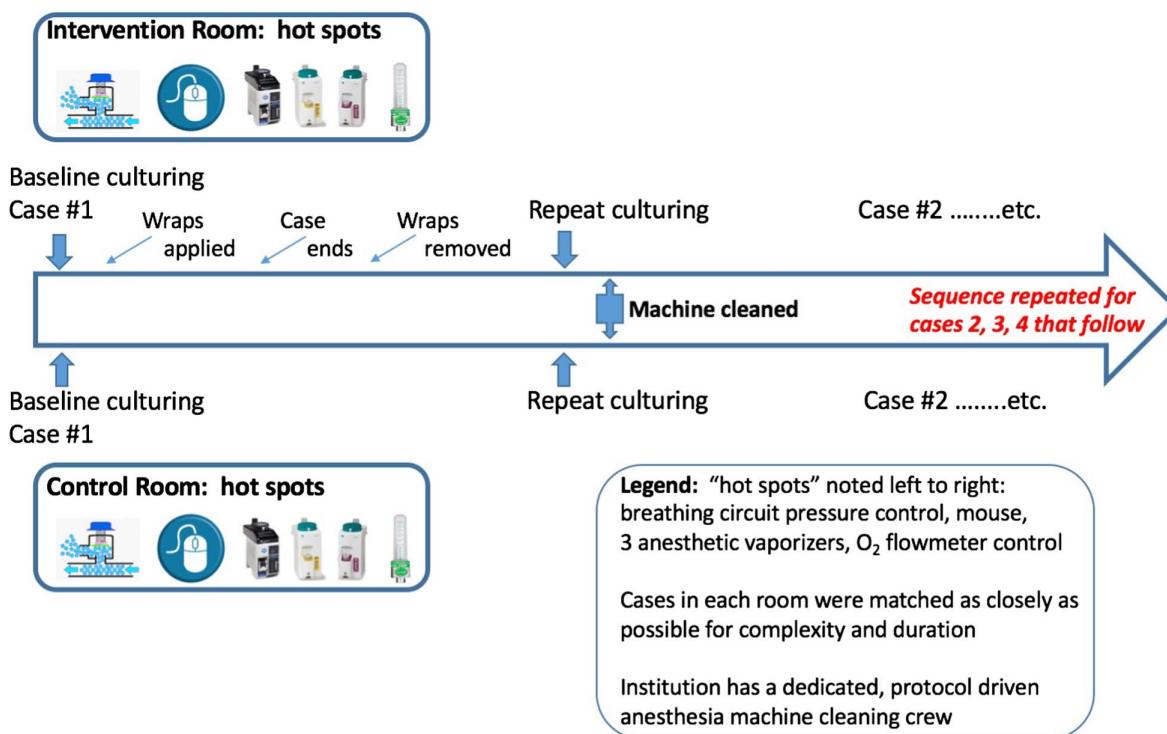 Intervention Room: hot spots
Baseline culturing
Case #1
Wraps
applied
Case
ends
Wraps
removed
Repeat culturing
Case #2 ........etc.
Machine cleaned
Sequence repeated for
cases 2, 3, 4 that follow
Baseline culturing
Case #1
Repeat culturing
Case #2 ........etc.
Control Room: hot spots
Legend: “hot spots” noted left to right:
breathing circuit pressure control, mouse,
3 anesthetic vaporizers, O₂ flowmeter control
Cases in each room were matched as closely as
possible for complexity and duration
Institution has a dedicated, protocol driven
anesthesia machine cleaning crew